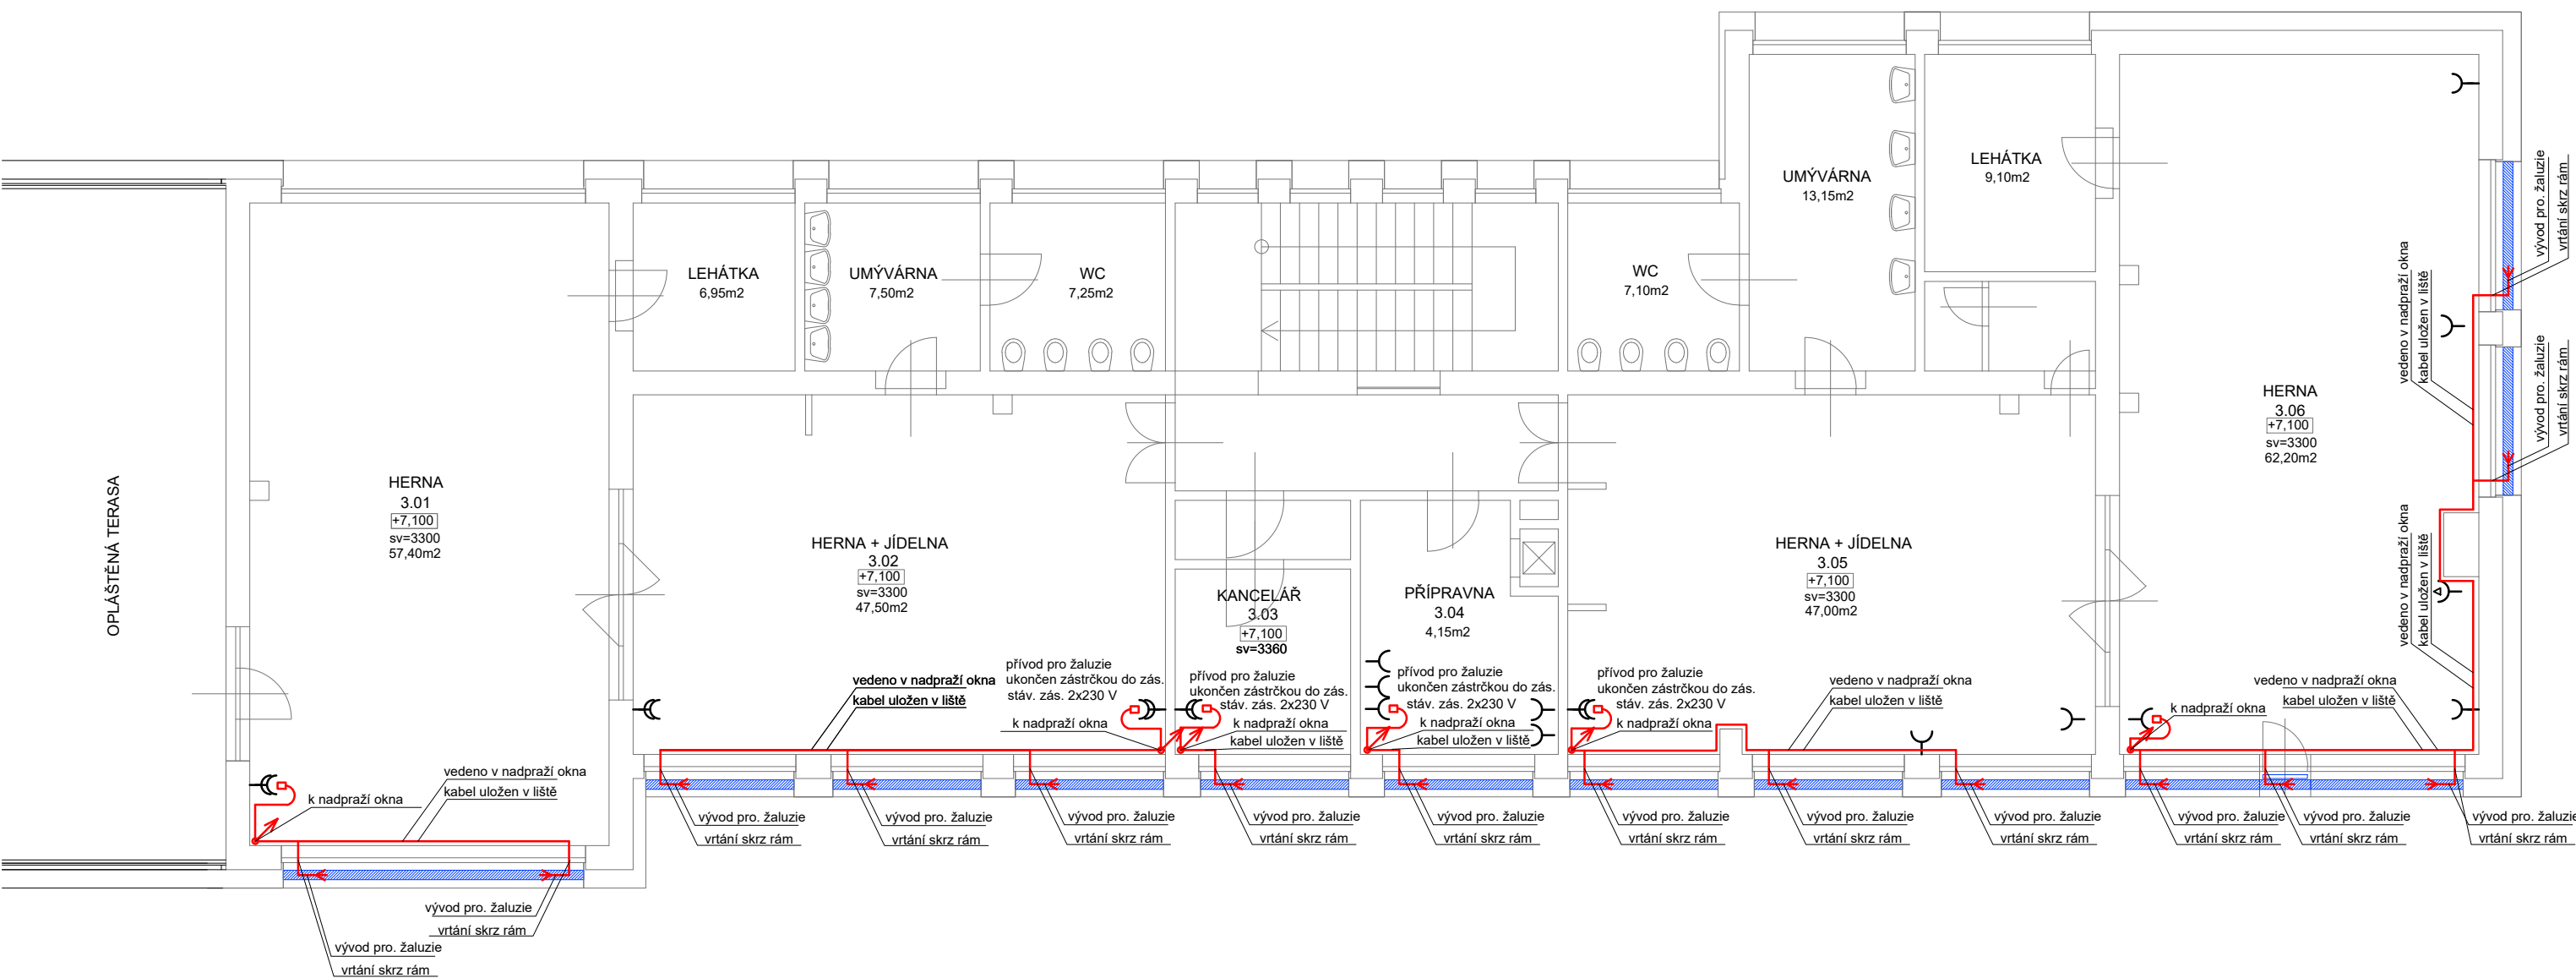 OPLÁŠTĚNÁ TERASA
HERNA
3.01
+7,100
sv=3300
57,40m2
k nadpraží okna
vedeno v nadpraží okna
kabel uložen v liště
vývod pro. žaluzie
vrtání skrz rám
vývod pro. žaluzie
vrtání skrz rám
LEHÁTKA
6,95m2
UMÝVÁRNA
7,50m2
WC
7,25m2
HERNA + JÍDELNA
3.02
+7,100
sv=3300
47,50m2
vedeno v nadpraží okna
kabel uložen v liště
přívod pro žaluzie
ukončen zástrčkou do zás.
stáv. zás. 2x230 V
k nadpraží okna
vývod pro. žaluzie
vrtání skrz rám
vývod pro. žaluzie
vrtání skrz rám
vývod pro. žaluzie
vrtání skrz rám
KANCELÁŘ
3.03
+7,100
sv=3360
přívod pro žaluzie
ukončen zástrčkou do zás.
stáv. zás. 2x230 V
k nadpraží okna
kabel uložen v liště
vývod pro. žaluzie
vrtání skrz rám
PŘÍPRAVNA
3.04
4,15m2
přívod pro žaluzie
ukončen zástrčkou do zás.
stáv. zás. 2x230 V
k nadpraží okna
kabel uložen v liště
vývod pro. žaluzie
vrtání skrz rám
WC
7,10m2
UMÝVÁRNA
13,15m2
LEHÁTKA
9,10m2
HERNA + JÍDELNA
3.05
+7,100
sv=3300
47,00m2
přívod pro žaluzie
ukončen zástrčkou do zás.
stáv. zás. 2x230 V
k nadpraží okna
vedeno v nadpraží okna
kabel uložen v liště
vývod pro. žaluzie
vrtání skrz rám
vývod pro. žaluzie
vrtání skrz rám
vývod pro. žaluzie
vrtání skrz rám
HERNA
3.06
+7,100
sv=3300
62,20m2
vedeno v nadpraží okna
kabel uložen v liště
vývod pro. žaluzie
vrtání skrz rám
vývod pro. žaluzie
vrtání skrz rám
vedeno v nadpraží okna
kabel uložen v liště
vedeno v nadpraží okna
kabel uložen v liště
k nadpraží okna
vývod pro. žaluzie
vrtání skrz rám
vývod pro. žaluzie
vrtání skrz rám
vývod pro. žaluzie
vrtání skrz rám